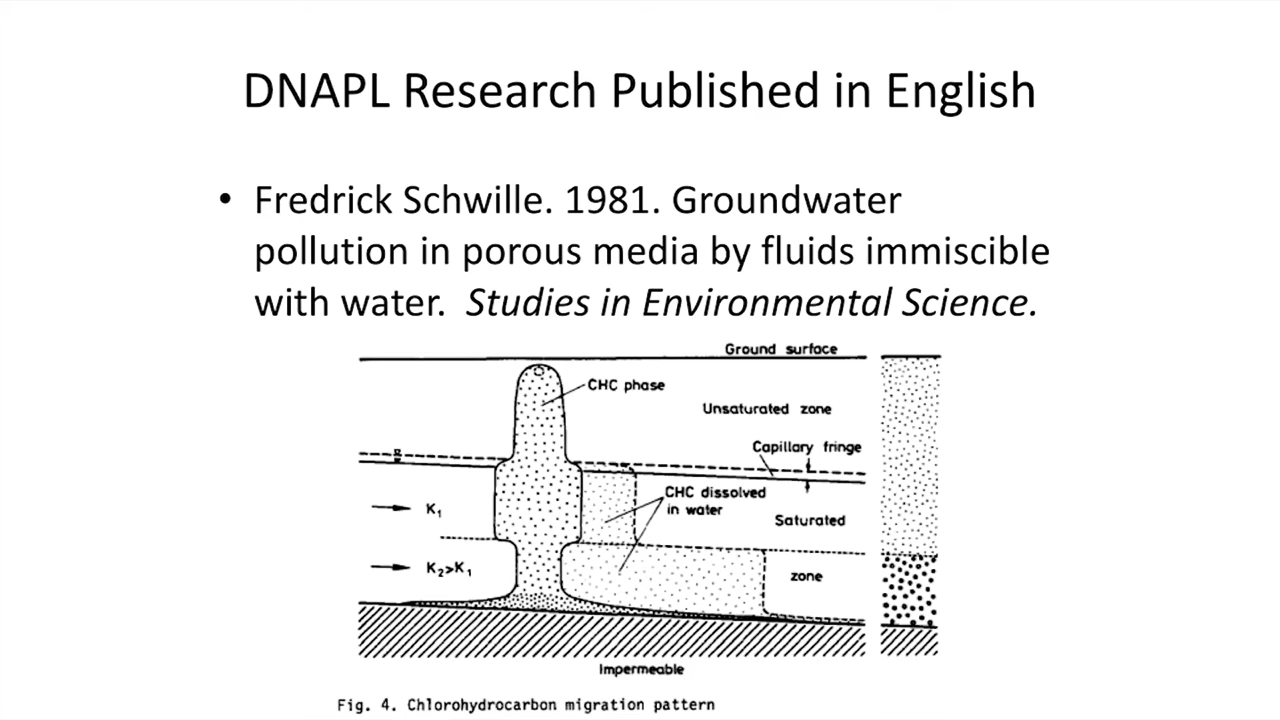 DNAPL Research Published in English
• Fredrick Schwille. 1981. Groundwater
pollution in porous media by fluids immiscible
with water. Studies in Environmental Science.
Ground surface
CHC phase
Unsaturated zone
Capillary fringe
CHC dissolved
in water
K₁
Saturated
K₂>K₁
zone
Impermeable
Fig. 4. Chlorohydrocarbon migration pattern